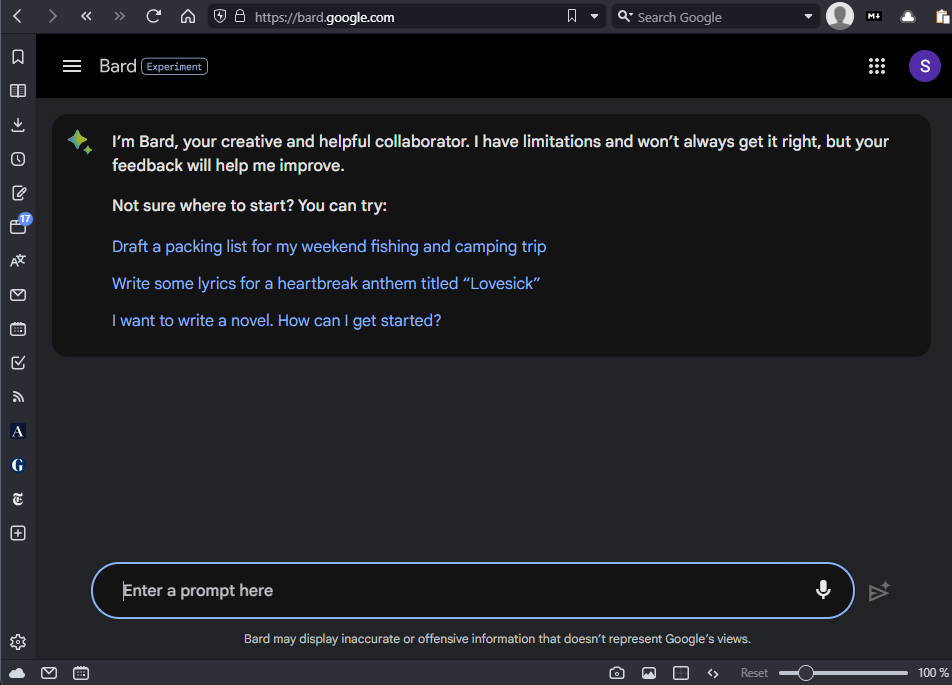 https://bard.google.com
Search Google
M↓
Bard
Experiment
S
I’m Bard, your creative and helpful collaborator. I have limitations and won’t always get it right, but your
feedback will help me improve.
Not sure where to start? You can try:
Draft a packing list for my weekend fishing and camping trip
Write some lyrics for a heartbreak anthem titled “Lovesick”
I want to write a novel. How can I get started?
17
A
G
T
Enter a prompt here
Bard may display inaccurate or offensive information that doesn’t represent Google’s views.
Reset
100 %